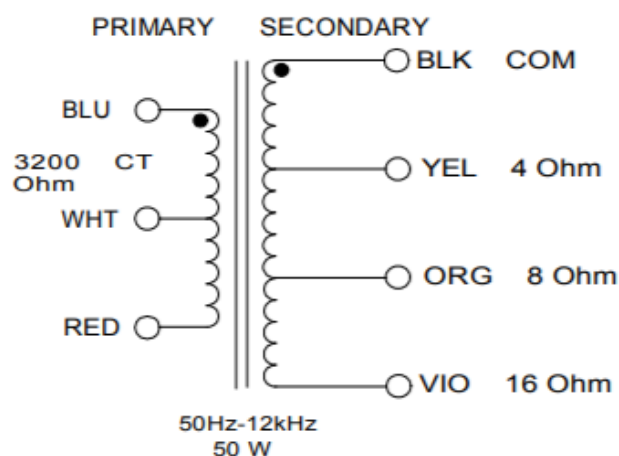 PRIMARY SECONDARY
BLK COM
BLU
3200 CT
Ohm
YEL 4 Ohm
WHT
ORG 8 Ohm
RED
VIO 16 Ohm
50Hz-12kHz
50 W